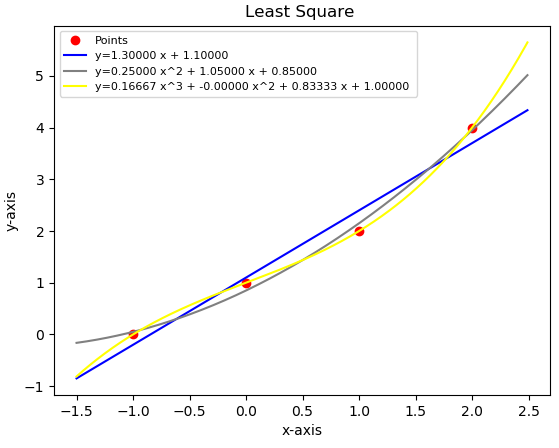 Least Square
Points
y=1.30000 x + 1.10000
y=0.25000 x^2 + 1.05000 x + 0.85000
y=0.16667 x^3 + -0.00000 x^2 + 0.83333 x + 1.00000
y-axis
5
4
3
2
1
0
−1
−1.5 −1.0 −0.5 0.0 0.5 1.0 1.5 2.0 2.5
x-axis